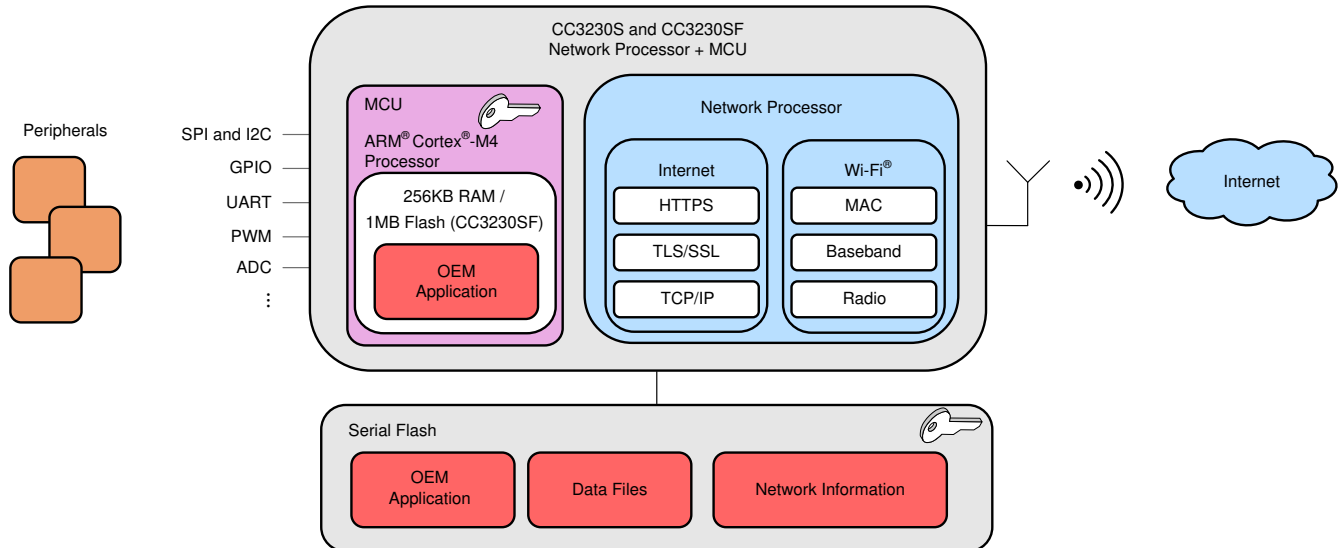 CC3230S and CC3230SF
Network Processor + MCU
Peripherals
SPI and I2C
GPIO
UART
PWM
ADC
⋮
MCU
ARM® Cortex®-M4
Processor
256KB RAM /
1MB Flash (CC3230SF)
OEM
Application
Network Processor
Internet
HTTPS
TLS/SSL
TCP/IP
Wi-Fi®
MAC
Baseband
Radio
Internet
Serial Flash
OEM
Application
Data Files
Network Information